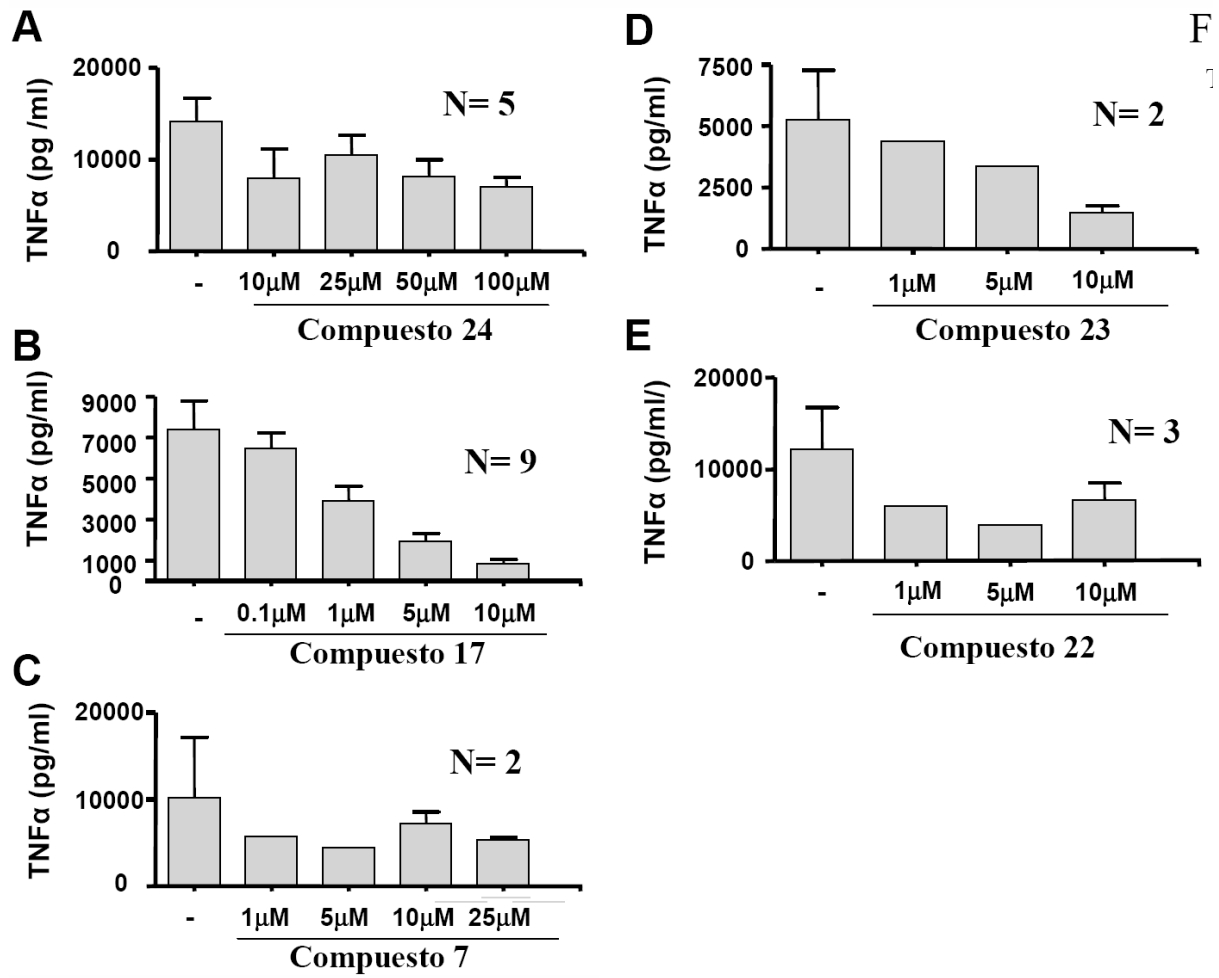 A
20000
10000
0
TNFα (pg /ml)
N= 5
- 10μM 25μM 50μM 100μM
Compuesto 24
B
9000
7000
5000
3000
1000
0
TNFα (pg/ml)
N= 9
- 0.1μM 1μM 5μM 10μM
Compuesto 17
C
20000
10000
0
TNFα (pg/ml)
N= 2
- 1μM 5μM 10μM 25μM
Compuesto 7
D
7500
5000
2500
0
TNFα (pg/ml)
N= 2
- 1μM 5μM 10μM
Compuesto 23
E
20000
10000
0
TNFα (pg/ml/)
N= 3
- 1μM 5μM 10μM
Compuesto 22
F